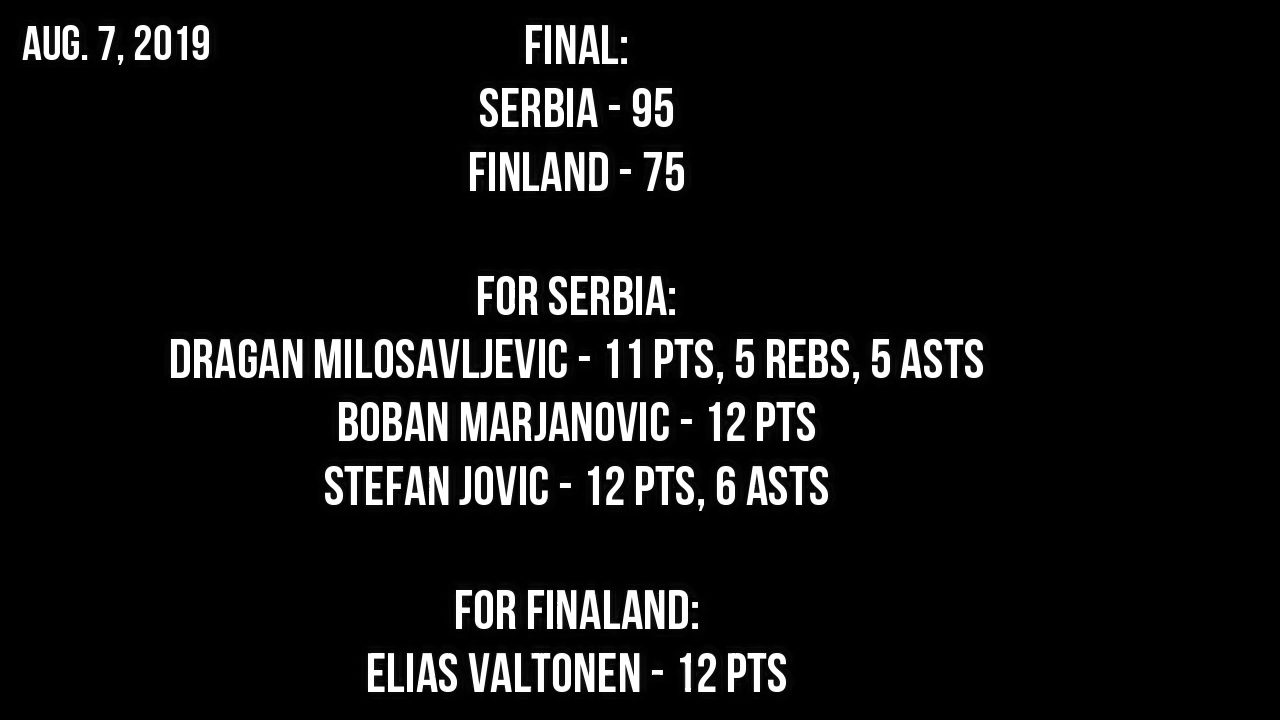 AUG. 7, 2019
FINAL:
SERBIA - 95
FINLAND - 75
FOR SERBIA:
DRAGAN MILOSAVLJEVIC - 11 PTS, 5 REBS, 5 ASTS
BOBAN MARJANOVIC - 12 PTS
STEFAN JOVIC - 12 PTS, 6 ASTS
FOR FINALAND:
ELIAS VALTONEN - 12 PTS